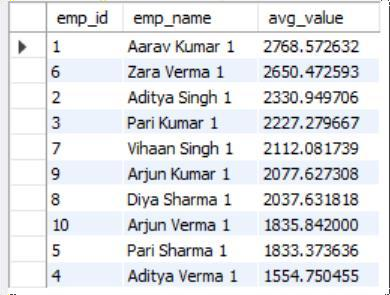 emp_id emp_name avg_value
1 Aarav Kumar 1 2768.572632
6 Zara Verma 1 2650.472593
2 Aditya Singh 1 2330.949706
3 Pari Kumar 1 2227.279667
7 Vihaan Singh 1 2112.081739
9 Arjun Kumar 1 2077.627308
8 Diya Sharma 1 2037.631818
10 Arjun Verma 1 1835.842000
5 Pari Sharma 1 1833.373636
4 Aditya Verma 1 1554.750455